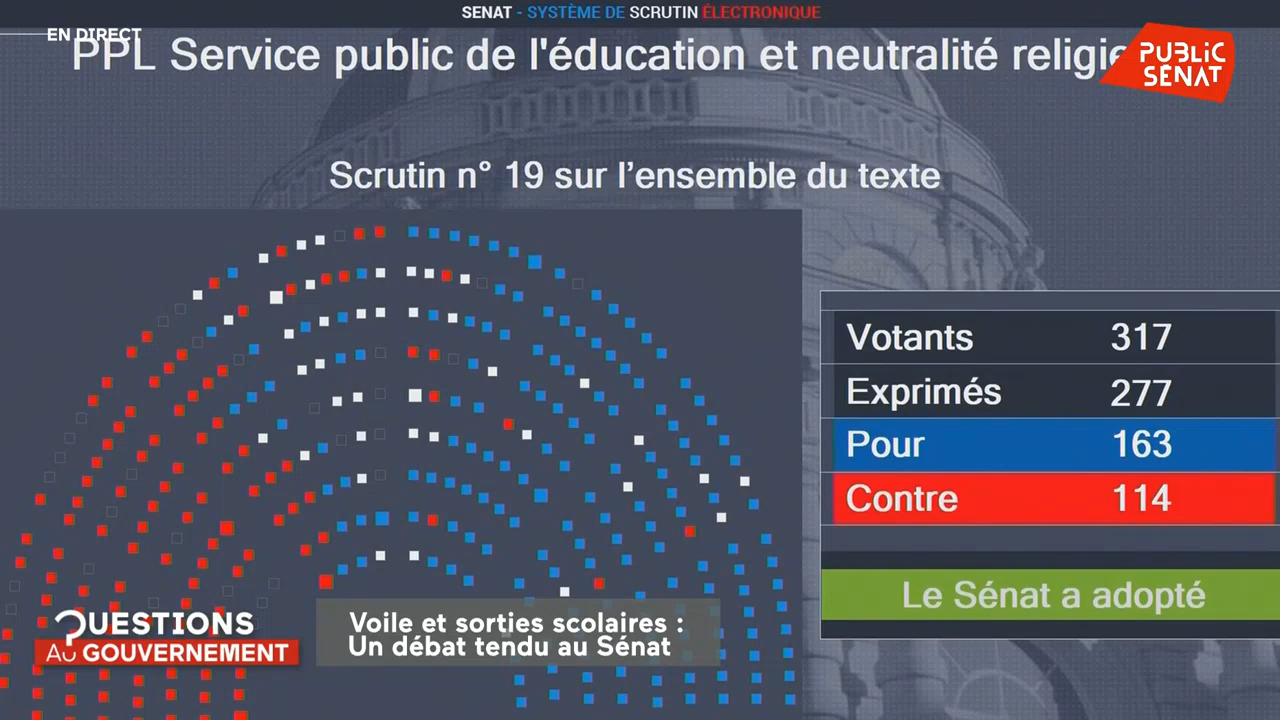 SENAT - SYSTÈME DE SCRUTIN ÉLECTRONIQUE
EN DIRECT
PPL Service public de l'éducation et neutralité religie
PUBLIC
SÉNAT
Scrutin n° 19 sur l'ensemble du texte
Votants 317
Exprimés 277
Pour 163
Contre 114
Le Sénat a adopté
QUESTIONS
AU GOUVERNEMENT
Voile et sorties scolaires :
Un débat tendu au Sénat